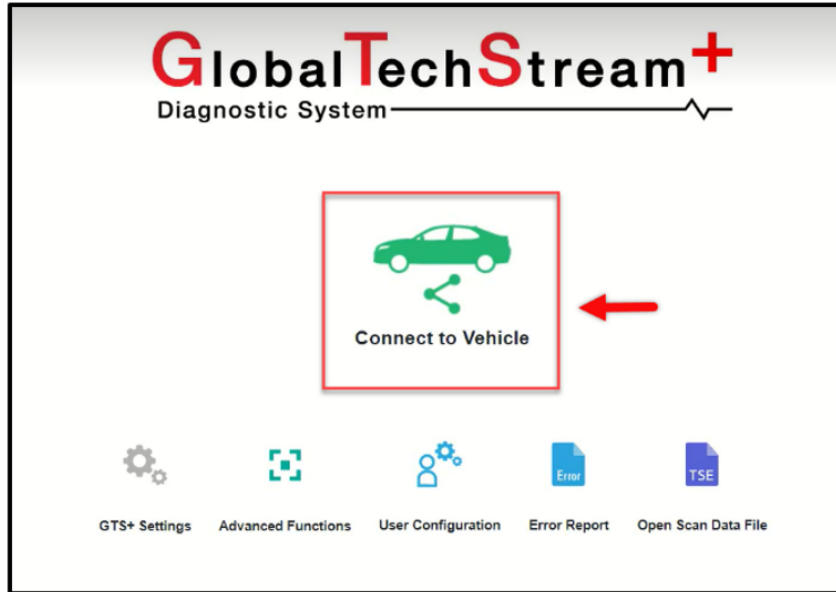 GlobalTechStream+
Diagnostic System
Connect to Vehicle
GTS+ Settings
Advanced Functions
User Configuration
Error
Error Report
TSE
Open Scan Data File